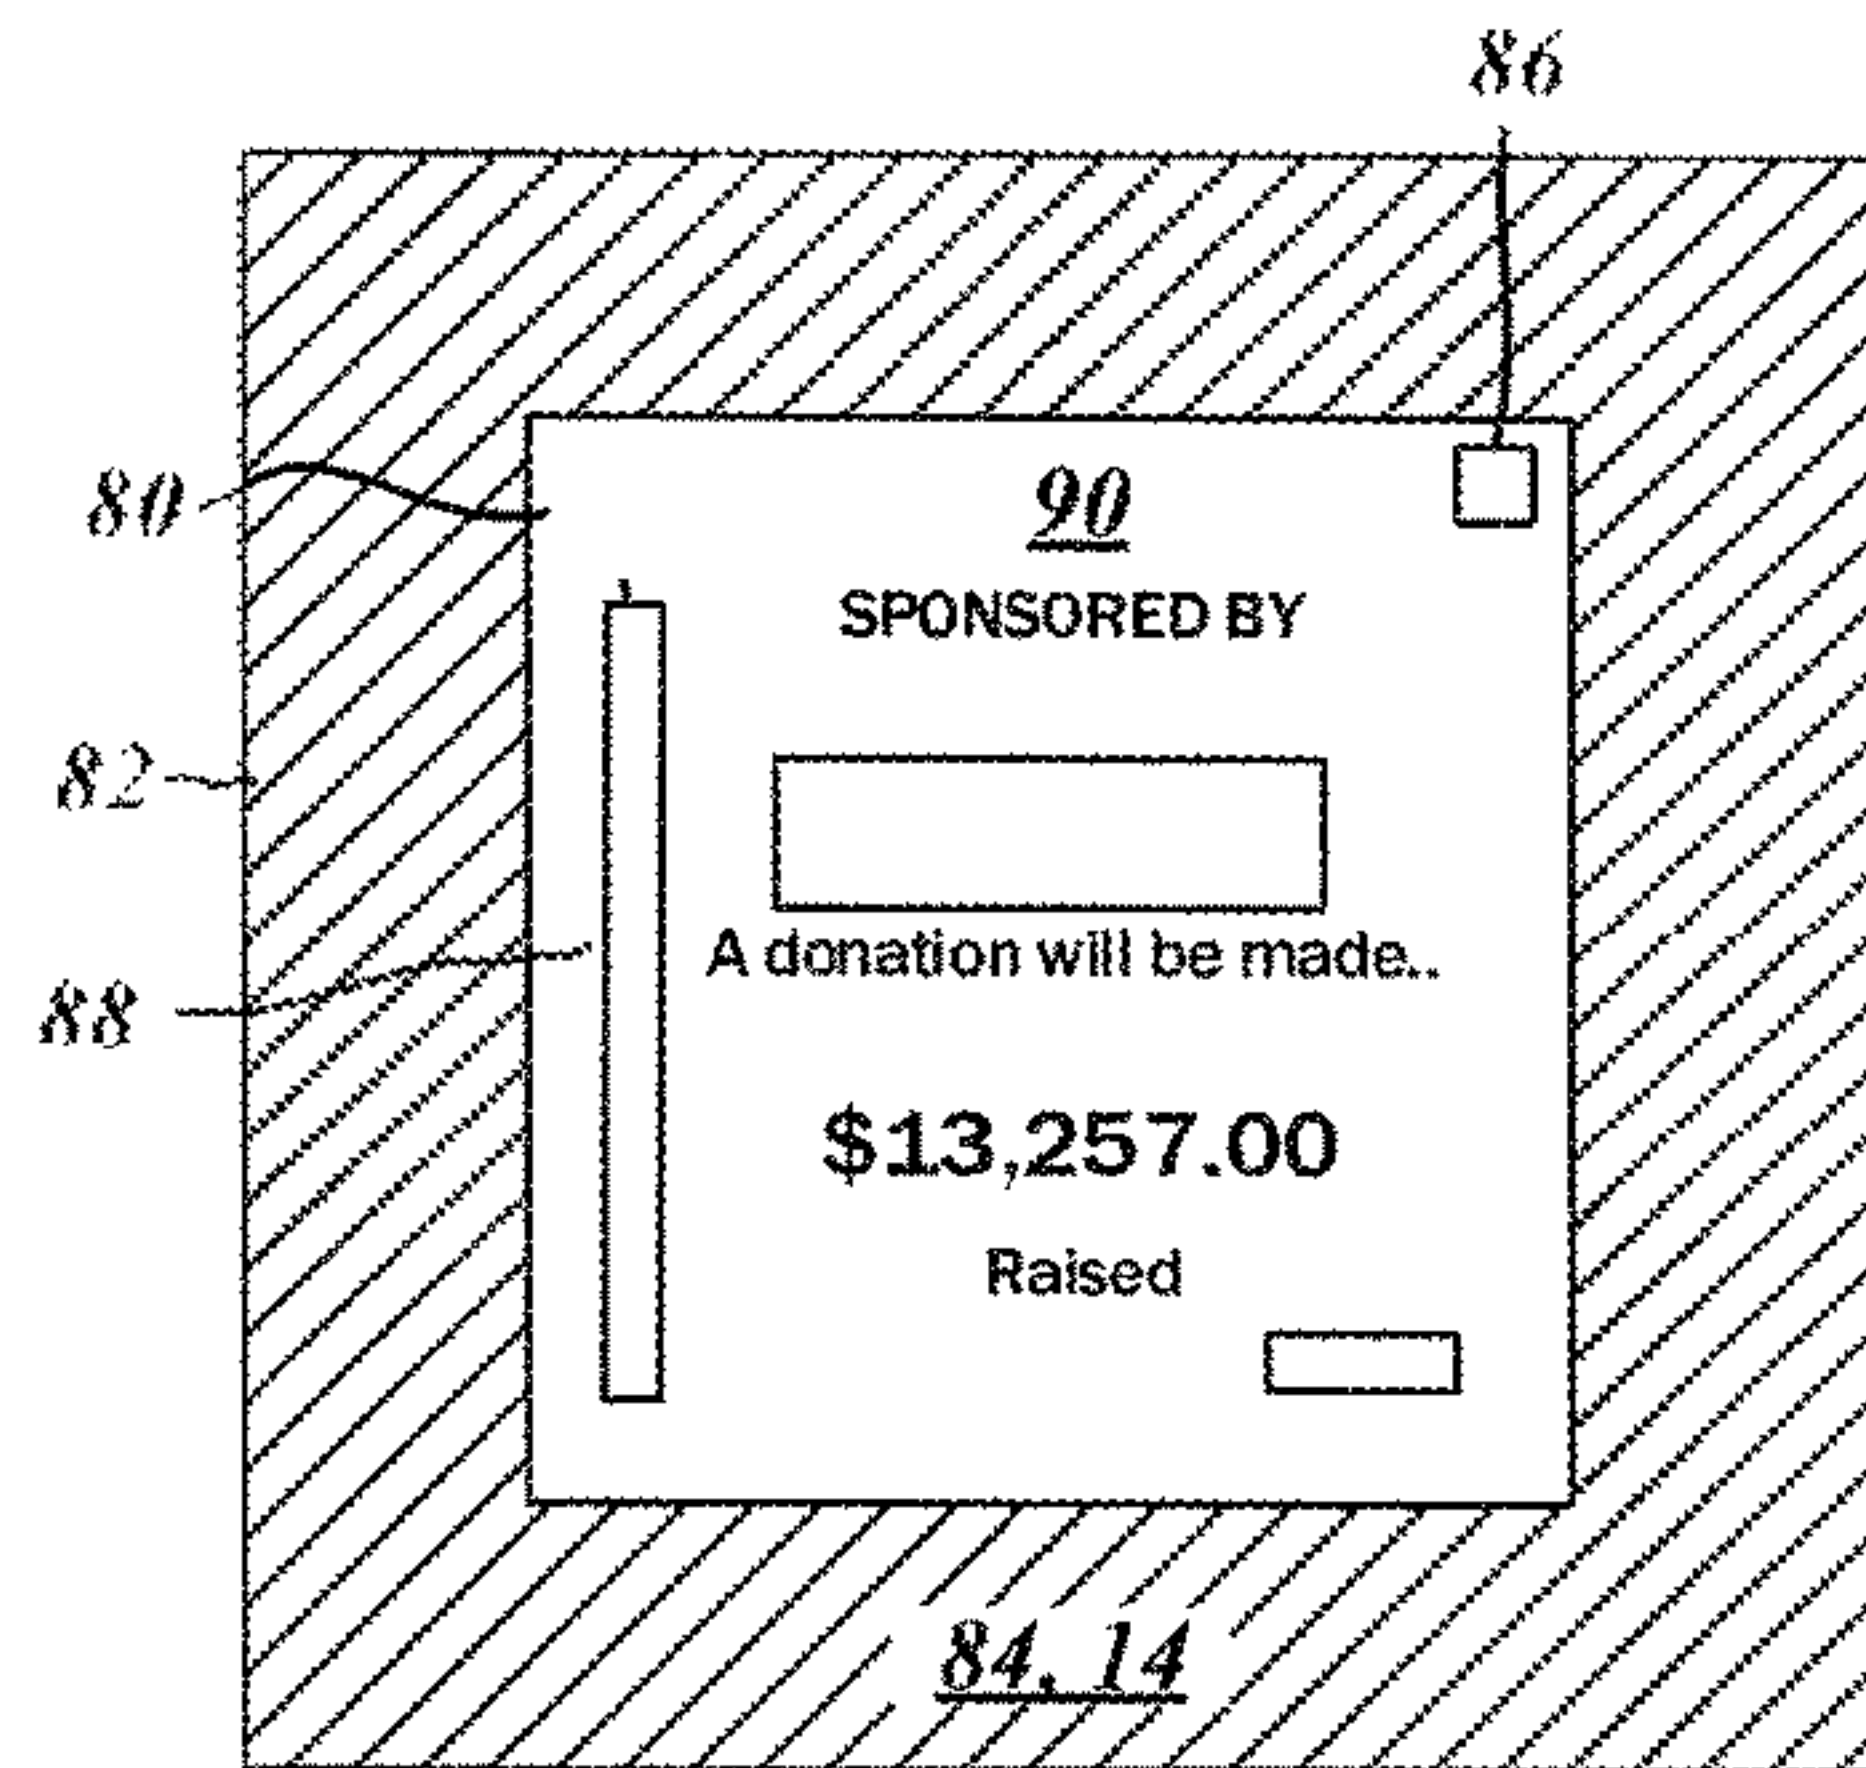 86
80
90
SPONSORED BY
82
A donation will be made..
88
$13,257.00
Raised
84, 14